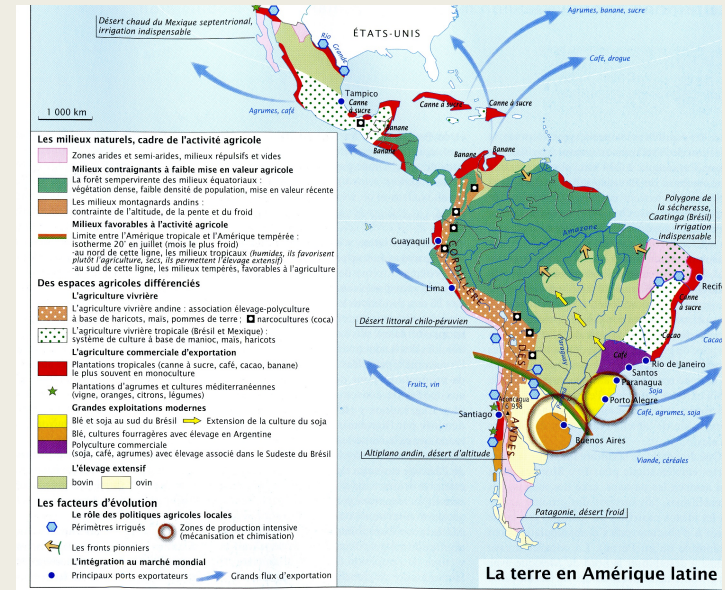 Désert chaud du Mexique septentrional,
irrigation indispensable
ÉTATS-UNIS
Agrumes, banane, sucre
Café, drogue
Rio Grande
Tampico
Canne
à sucre
Canne à sucre
Canne à sucre
Agrumes, café
1 000 km
Banane
Banane
Banane
Banane
Les milieux naturels, cadre de l'activité agricole
Zones arides et semi-arides, milieux répulsifs et vides
Milieux contraignants à faible mise en valeur agricole
La forêt sempervirente des milieux équatoriaux :
végétation dense, faible densité de population, mise en valeur récente
Les milieux montagnards andins :
contrainte de l'altitude, de la pente et du froid
Milieux favorables à l'activité agricole
Limite entre l'Amérique tropicale et l'Amérique tempérée :
isotherme 20° en juillet (mois le plus froid)
-au nord de cette ligne, les milieux tropicaux (humides, ils favorisent
plutôt l'agriculture, secs, ils permettent l'élevage extensif)
-au sud de cette ligne, les milieux tempérés, favorables à l'agriculture
Des espaces agricoles différenciés
L'agriculture vivrière
L'agriculture vivrière andine : association élevage-polyculture
à base de haricots, maïs, pommes de terre ; narcocultures (coca)
L'agriculture vivrière tropicale (Brésil et Mexique) :
système de culture à base de manioc, maïs, haricots
L'agriculture commerciale d'exportation
Plantations tropicales (canne à sucre, café, cacao, banane)
le plus souvent en monoculture
Plantations d'agrumes et cultures méditerranéennes
(vigne, oranges, citrons, légumes)
Grandes exploitations modernes
Blé et soja au sud du Brésil
Extension de la culture du soja
Blé, cultures fourragères avec élevage en Argentine
Polyculture commerciale
(soja, café, agrumes) avec élevage associé dans le Sudeste du Brésil
L'élevage extensif
bovin
ovin
Les facteurs d'évolution
Le rôle des politiques agricoles locales
Périmètres irrigués
Zones de production intensive
(mécanisation et chimisation)
Les fronts pionniers
L'intégration au marché mondial
Principaux ports exportateurs
Grands flux d'exportation
Polygone de
la sécheresse,
Caatinga (Brésil)
irrigation
indispensable
Amazone
Guayaquil
CORDILLÈRE
DES
ANDES
Lima
Recife
Canne
à sucre
Cacao
Cacao
Désert littoral chilo-péruvien
Paraguay
Café
Rio de Janeiro
Santos
Paranagua
Soja
Porto Alegre
Café, agrumes, soja
Fruits, vin
Aconcagua
6 958
Santiago
Buenos Aires
Viande, céréales
Altiplano andin, désert d'altitude
Patagonie, désert froid
La terre en Amérique latine